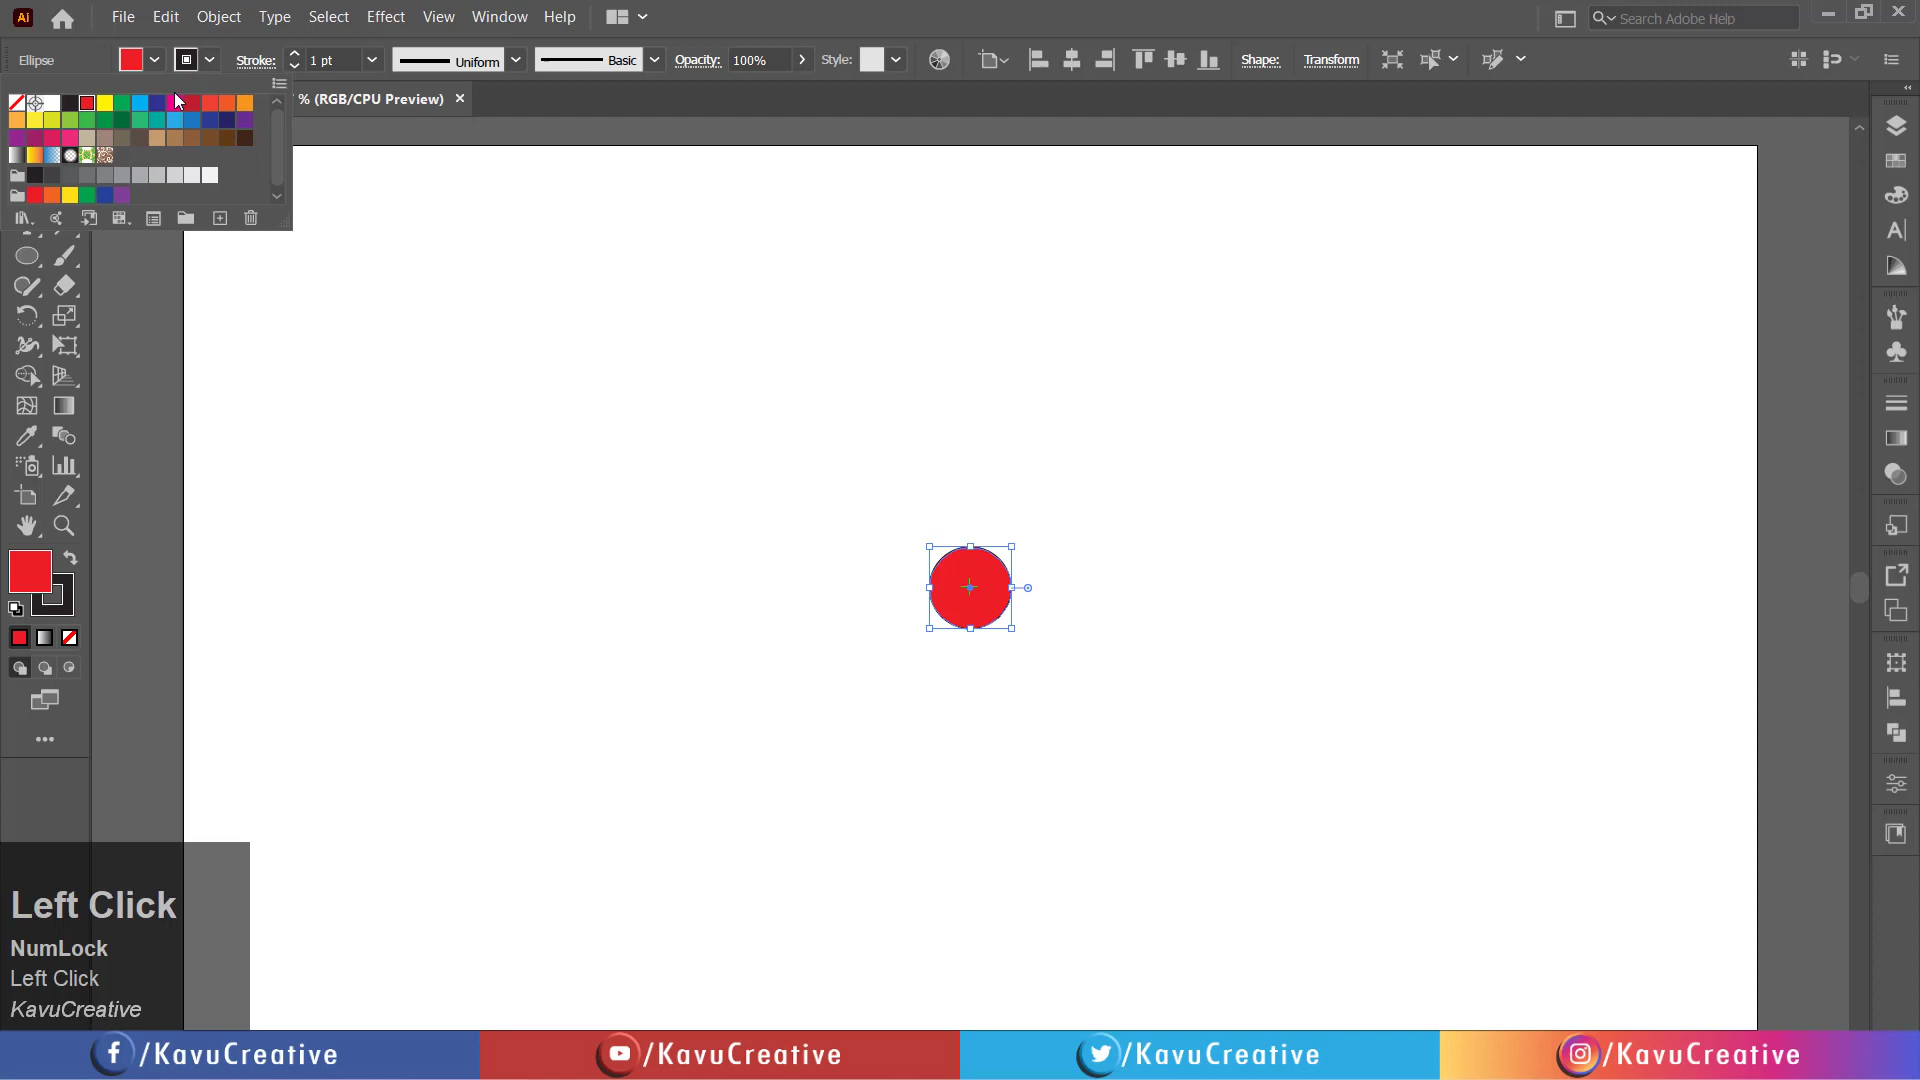 Ai File Edit Object Type Select Effect View Window Help Search Adobe Help
Ellipse Stroke: 1 pt Uniform Basic Opacity: 100% Style: Shape: Transform
% (RGB/CPU Preview) ×
Left Click
NumLock
Left Click
KavuCreative
/KavuCreative /KavuCreative /KavuCreative /KavuCreative